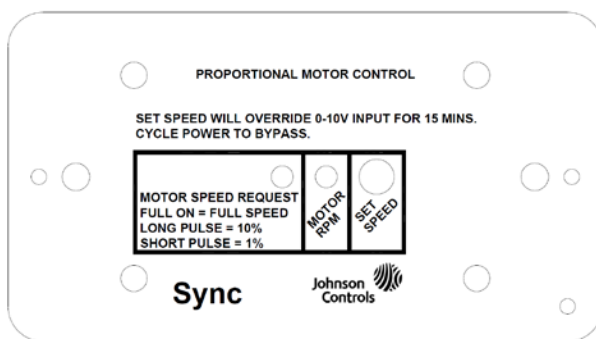 PROPORTIONAL MOTOR CONTROL
SET SPEED WILL OVERRIDE 0-10V INPUT FOR 15 MINS.
CYCLE POWER TO BYPASS.
MOTOR SPEED REQUEST
FULL ON = FULL SPEED
LONG PULSE = 10%
SHORT PULSE = 1%
MOTOR
RPM
SET
SPEED
Sync
Johnson
Controls